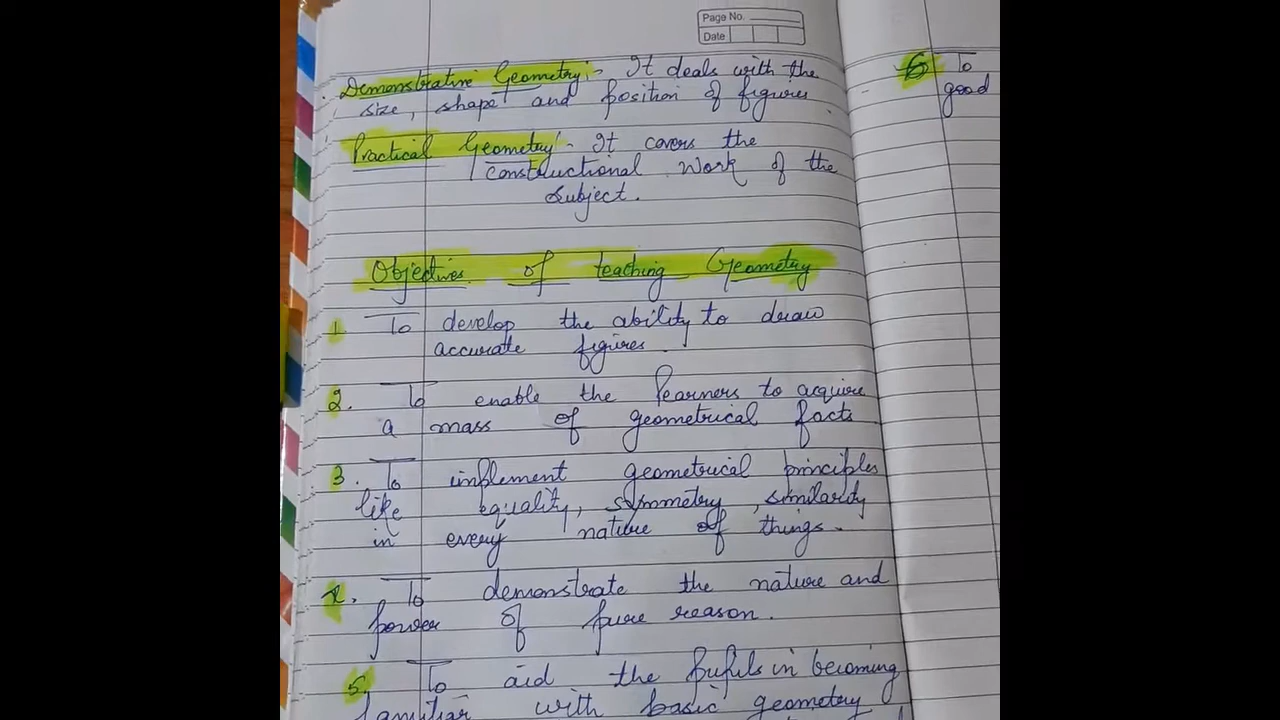 Page No.
Date
Demonstrative Geometry:- It deals with the
size, shape and position of figures
Practical Geometry:- It covers the
constructional work of the
subject.
Objectives of teaching Geometry
1. To develop the ability to draw
accurate figures.
2. To enable the learners to acquire
a mass of geometrical facts
3. To implement geometrical principles
like equality, symmetry, similarity
in every nature of things.
4. To demonstrate the nature and
power of pure reason.
5. To aid the pupils in becoming
familiar with basic geometry
6 To
good